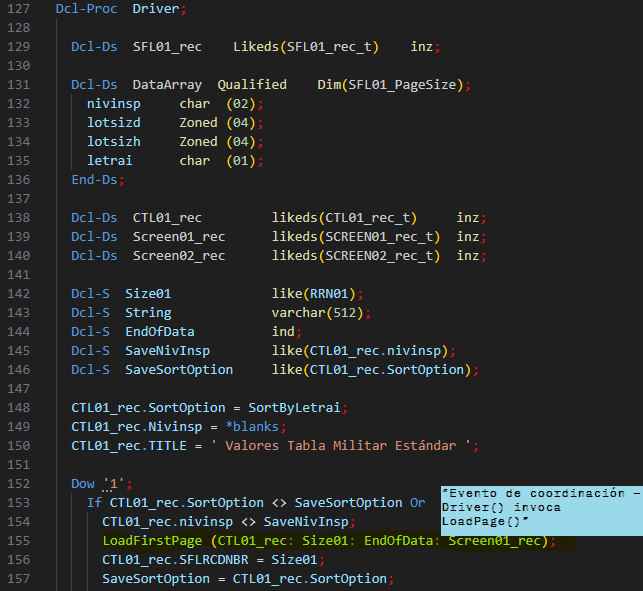 127 Dcl-Proc Driver;
128
129 Dcl-Ds SFL01_rec Likeds(SFL01_rec_t) inz;
130
131 Dcl-Ds DataArray Qualified Dim(SFL01_PageSize);
132 nivinsp char (02);
133 lotsizd Zoned (04);
134 lotsizh Zoned (04);
135 letrai char (01);
136 End-Ds;
137
138 Dcl-Ds CTL01_rec likeds(CTL01_rec_t) inz;
139 Dcl-Ds Screen01_rec likeds(SCREEN01_rec_t) inz;
140 Dcl-Ds Screen02_rec likeds(SCREEN02_rec_t) inz;
141
142 Dcl-S Size01 like(RRN01);
143 Dcl-S String varchar(512);
144 Dcl-S EndOfData ind;
145 Dcl-S SaveNivInsp like(CTL01_rec.nivinsp);
146 Dcl-S SaveSortOption like(CTL01_rec.SortOption);
147
148 CTL01_rec.SortOption = SortByLetrai;
149 CTL01_rec.Nivinsp = *blanks;
150 CTL01_rec.TITLE = ' Valores Tabla Militar Estándar ';
151
152 Dow '1';
153 If CTL01_rec.SortOption <> SaveSortOption Or
154 CTL01_rec.nivinsp <> SaveNivInsp;
155 LoadFirstPage (CTL01_rec: Size01: EndOfData: Screen01_rec);
156 CTL01_rec.SFLRCDNBR = Size01;
157 SaveSortOption = CTL01_rec.SortOption;
"Evento de coordinación –
Driver() invoca
LoadPage()"